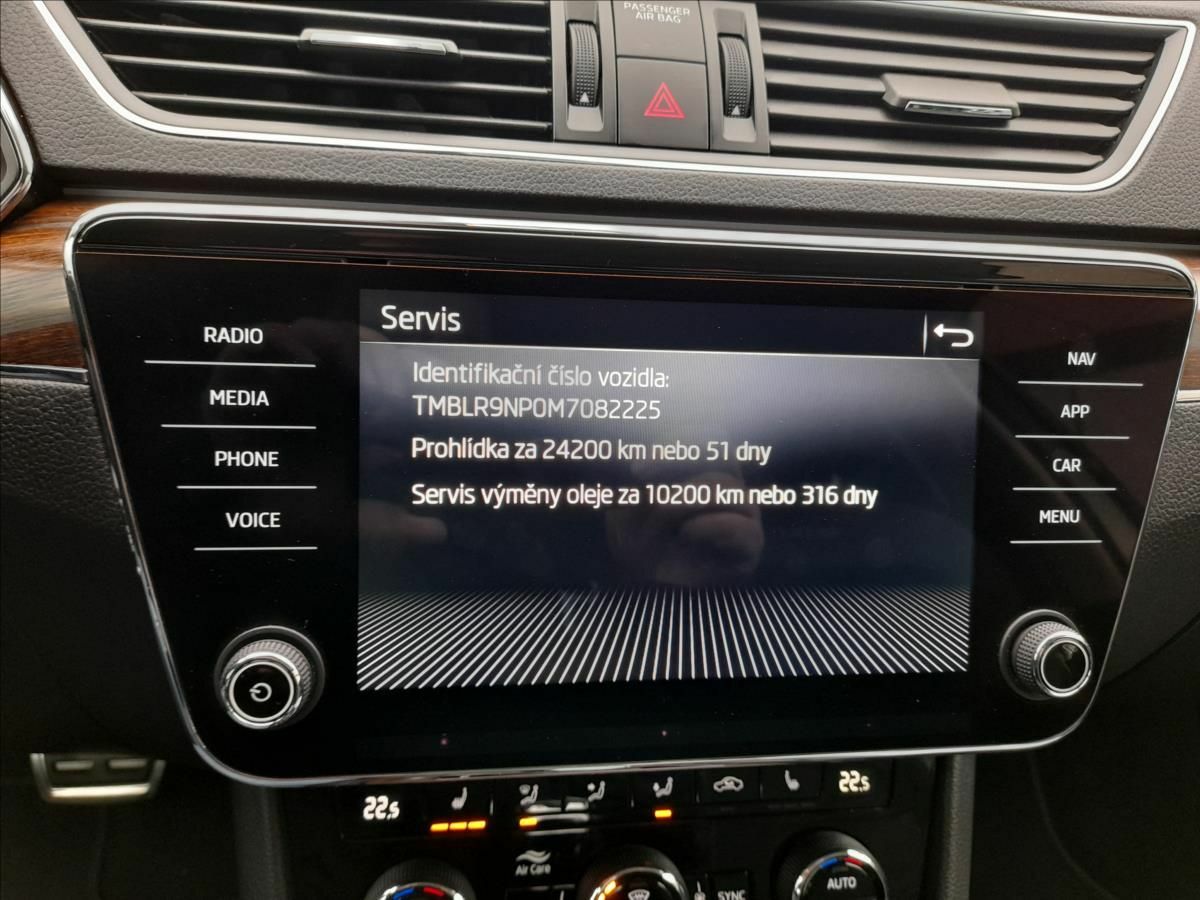 PASSENGER
AIR BAG
Servis
RADIO
MEDIA
PHONE
VOICE
Identifikační číslo vozidla:
TMBLR9NP0M7082225
Prohlídka za 24200 km nebo 51 dny
Servis výměny oleje za 10200 km nebo 316 dny
NAV
APP
CAR
MENU
22.5
22.5
Air Care
AUTO
SYNC